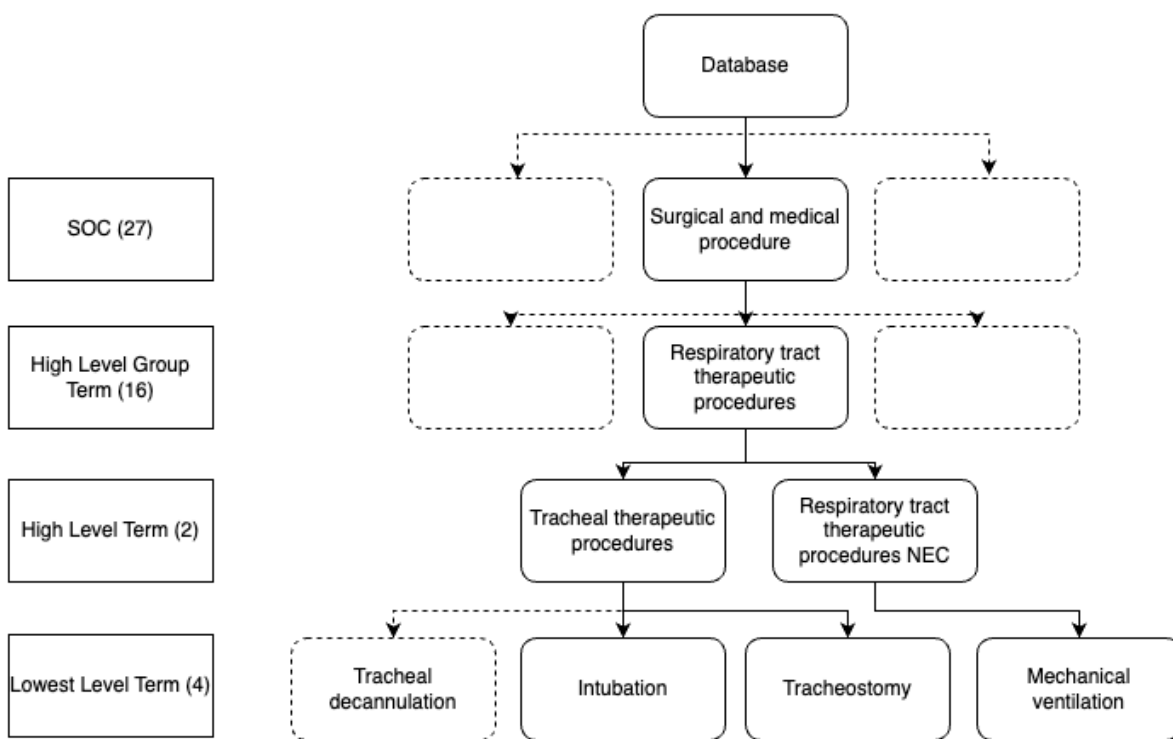 Database
SOC (27)
Surgical and medical
procedure
High Level Group
Term (16)
Respiratory tract
therapeutic
procedures
High Level Term (2)
Tracheal therapeutic
procedures
Respiratory tract
therapeutic
procedures NEC
Lowest Level Term (4)
Tracheal
decannulation
Intubation
Tracheostomy
Mechanical
ventilation